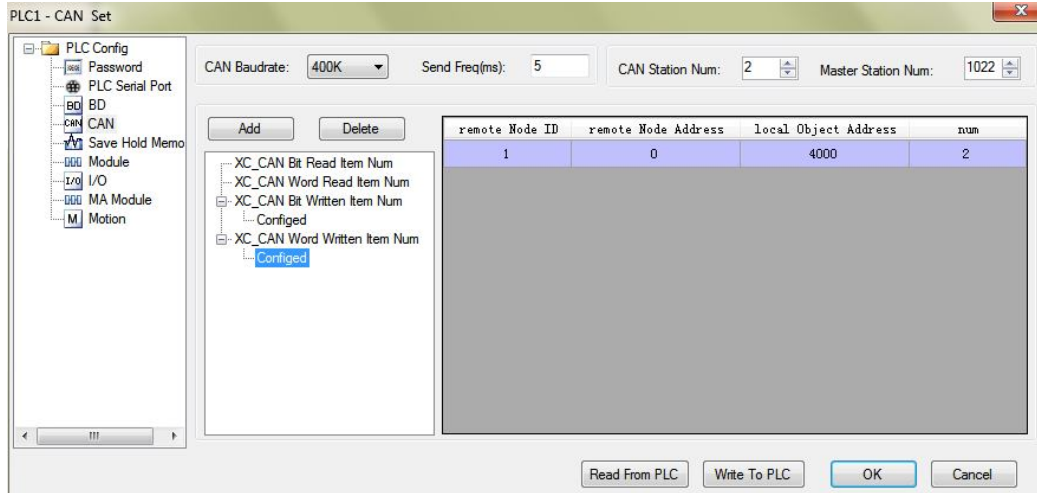 PLC1 - CAN Set
x
PLC Config
Password
PLC Serial Port
BD BD
CAN CAN
Save Hold Memo
Module
I/0 I/O
MA Module
M Motion
CAN Baudrate: 400K Send Freq(ms): 5 CAN Station Num: 2 Master Station Num: 1022
Add Delete
XC_CAN Bit Read Item Num
XC_CAN Word Read Item Num
XC_CAN Bit Written Item Num
Configed
XC_CAN Word Written Item Num
Configed
remote Node ID remote Node Address local Object Address num
1 0 4000 2
Read From PLC Write To PLC OK Cancel